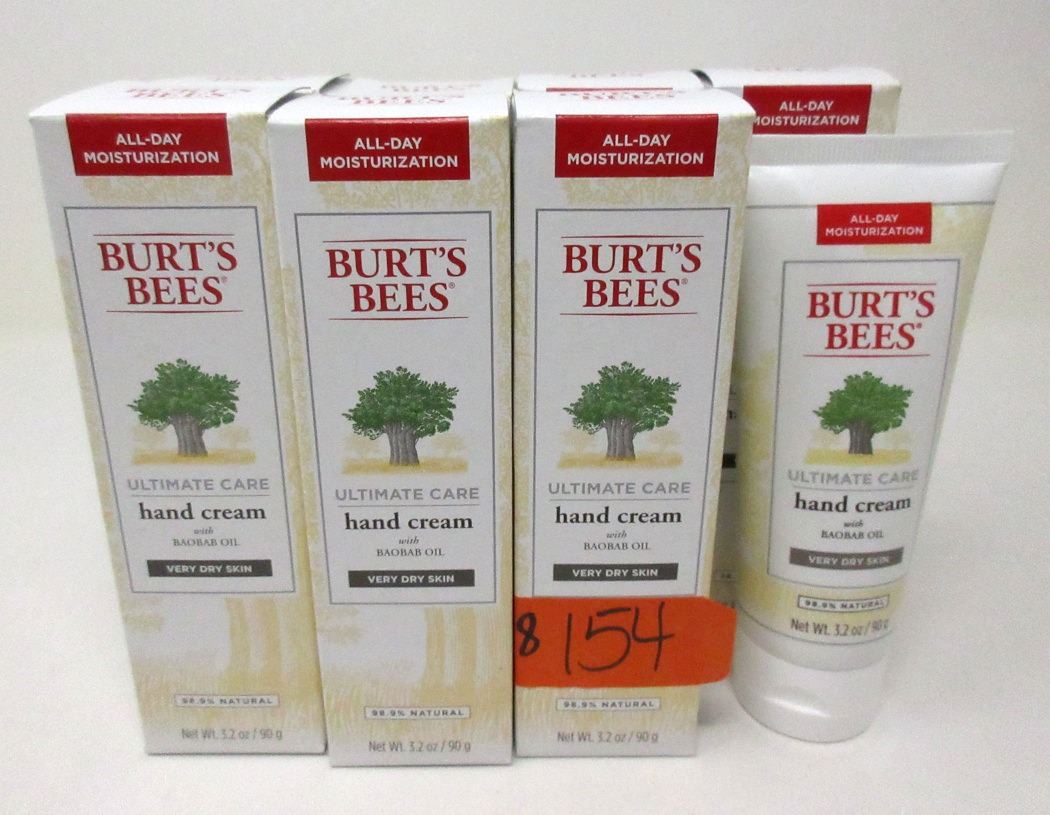 BURT'S
BEES
ALL-DAY
MOISTURIZATION
BURT'S
BEES®
ULTIMATE CARE
hand cream
with
BAOBAB OIL
VERY DRY SKIN
98.9% NATURAL
Net Wt. 3.2 oz / 90 g
BEES
ALL-DAY
MOISTURIZATION
BURT'S
BEES®
ULTIMATE CARE
hand cream
with
BAOBAB OIL
VERY DRY SKIN
98.9% NATURAL
Net Wt. 3.2 oz / 90 g
BEES
ALL-DAY
MOISTURIZATION
BURT'S
BEES®
ULTIMATE CARE
hand cream
with
BAOBAB OIL
VERY DRY SKIN
8 154
98.9% NATURAL
Net Wt. 3.2 oz / 90 g
BEES
ALL-DAY
MOISTURIZATION
ALL-DAY
MOISTURIZATION
BURT'S
BEES®
ULTIMATE CARE
hand cream
with
BAOBAB OIL
VERY DRY SKIN
98.9% NATURAL
Net Wt. 3.2 oz / 90 g